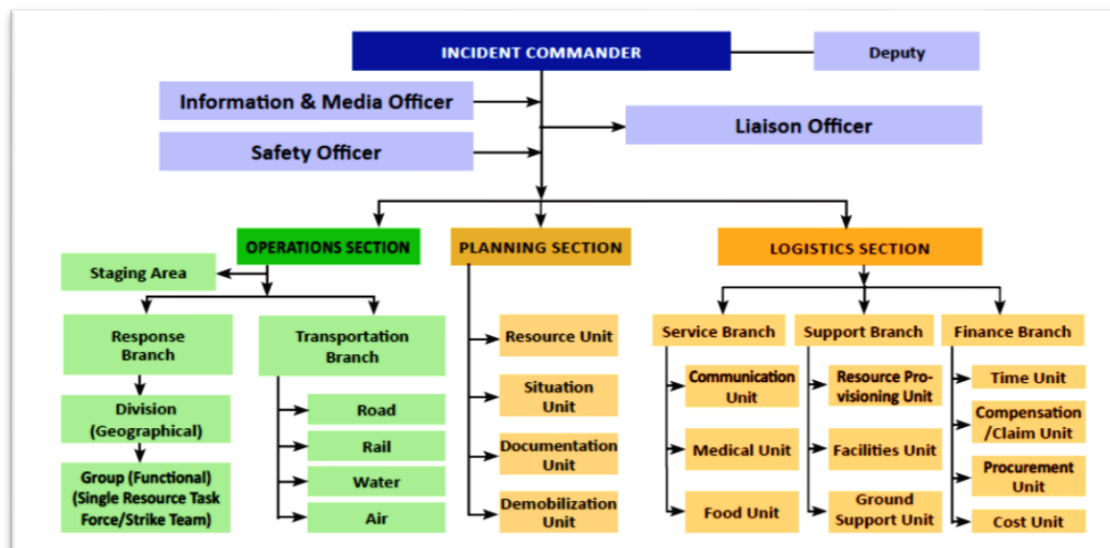 INCIDENT COMMANDER
Deputy
Information & Media Officer
Liaison Officer
Safety Officer
OPERATIONS SECTION
PLANNING SECTION
LOGISTICS SECTION
Staging Area
Response
Branch
Transportation
Branch
Division
(Geographical)
Group (Functional)
(Single Resource Task
Force/Strike Team)
Road
Rail
Water
Air
Resource Unit
Situation
Unit
Documentation
Unit
Demobilization
Unit
Service Branch
Communication
Unit
Medical Unit
Food Unit
Support Branch
Resource Pro-
visioning Unit
Facilities Unit
Ground
Support Unit
Finance Branch
Time Unit
Compensation
/Claim Unit
Procurement
Unit
Cost Unit